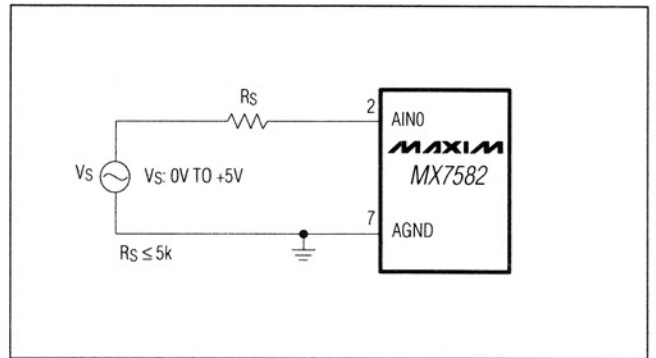 RS
2
AIN0
MAXIM
MX7582
VS
VS: 0V TO +5V
7
AGND
RS ≤ 5k